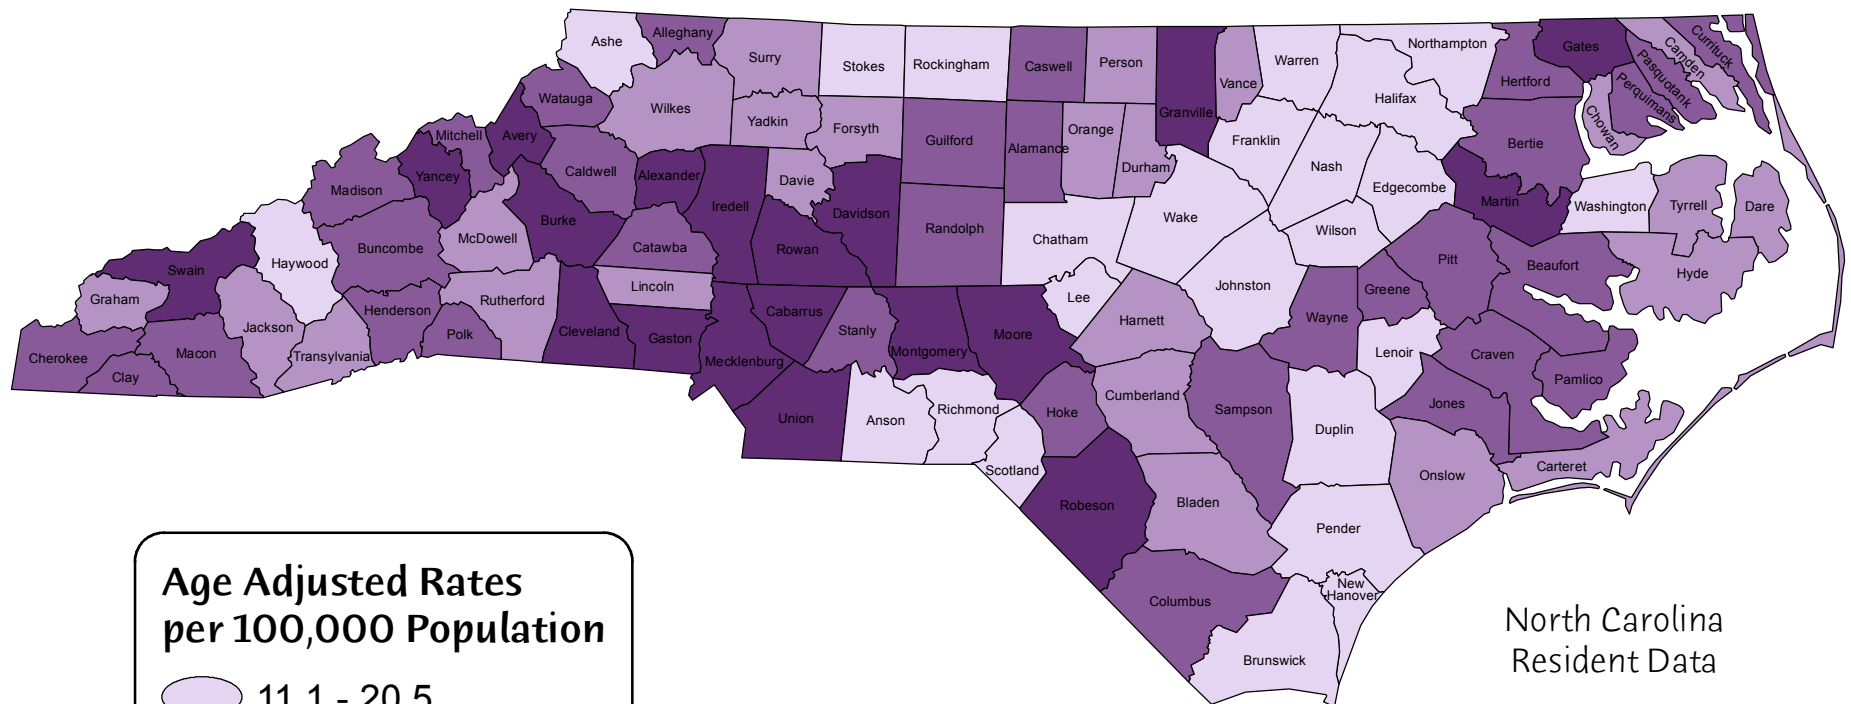 Ashe
Alleghany
Surry
Stokes
Rockingham
Caswell
Person
Granville
Vance
Warren
Northampton
Halifax
Hertford
Gates
Camden
Currituck
Pasquotank
Perquimans
Chowan
Bertie
Watauga
Wilkes
Yadkin
Forsyth
Guilford
Alamance
Orange
Durham
Franklin
Nash
Edgecombe
Martin
Washington
Tyrrell
Dare
Mitchell
Avery
Yancey
Madison
Caldwell
Alexander
Iredell
Davie
Davidson
Randolph
Chatham
Wake
Wilson
Pitt
Beaufort
Hyde
Burke
McDowell
Buncombe
Catawba
Rowan
Swain
Haywood
Graham
Jackson
Henderson
Rutherford
Lincoln
Cleveland
Gaston
Cabarrus
Stanly
Montgomery
Moore
Lee
Harnett
Johnston
Wayne
Greene
Lenoir
Craven
Pamlico
Cherokee
Clay
Macon
Transylvania
Polk
Mecklenburg
Union
Anson
Richmond
Scotland
Hoke
Cumberland
Sampson
Duplin
Jones
Onslow
Carteret
Robeson
Bladen
Pender
Columbus
New
Hanover
Brunswick
Age Adjusted Rates
per 100,000 Population
11.1 - 20.5
North Carolina
Resident Data